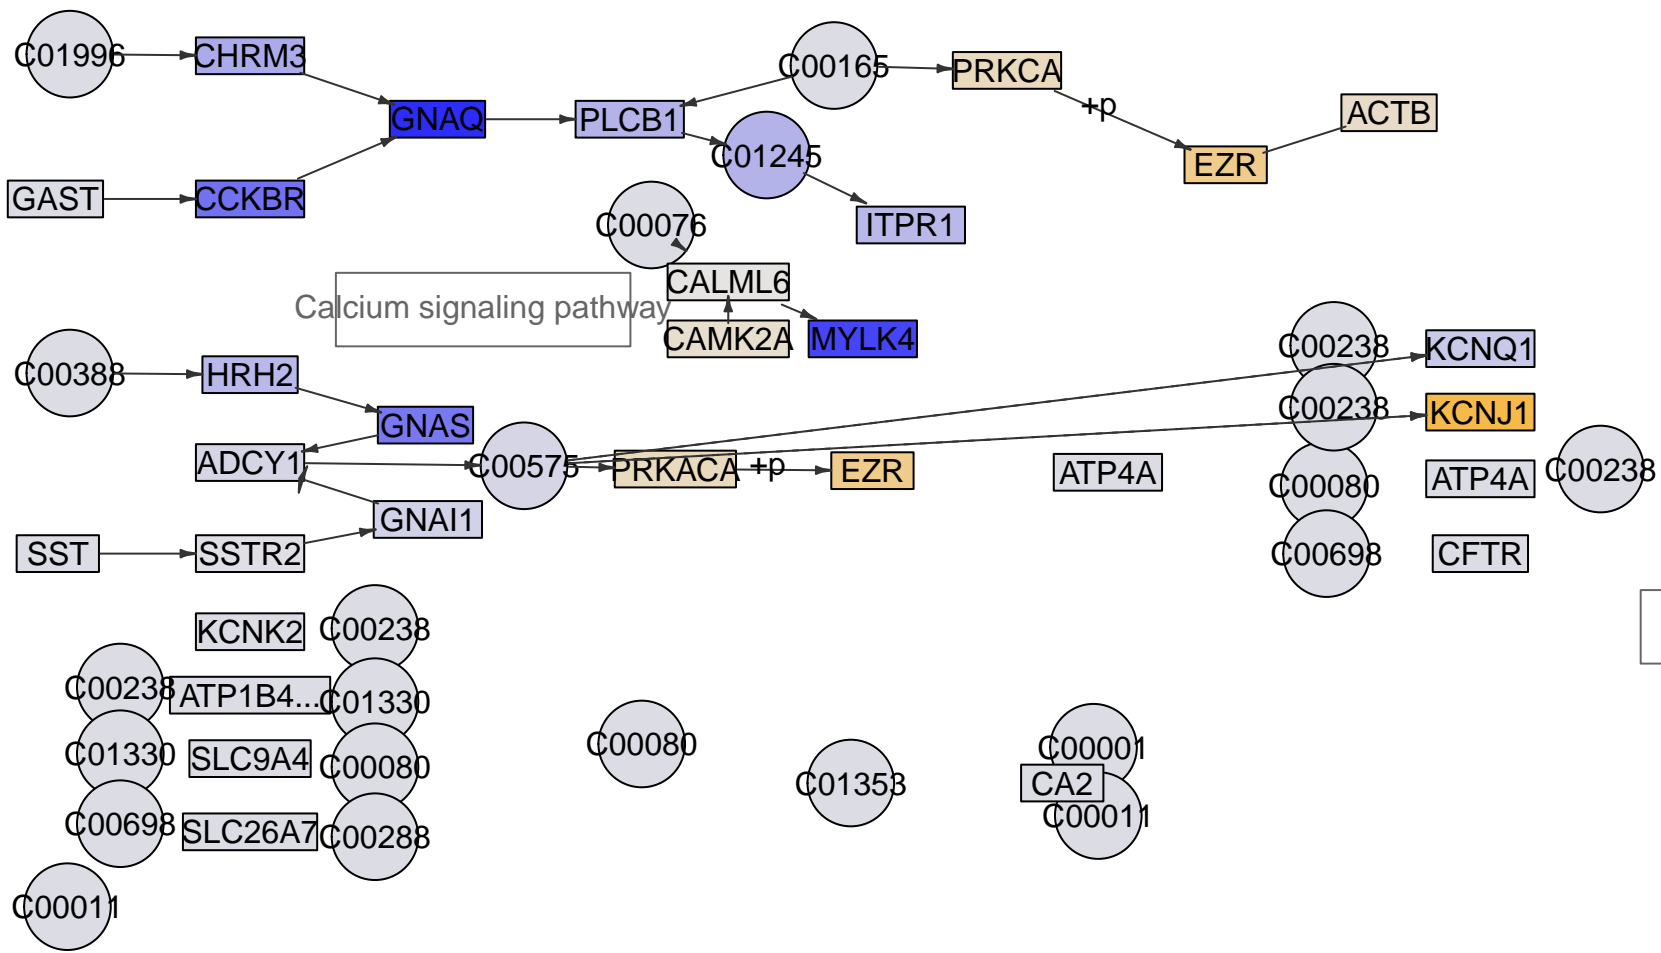 C01996
CHRM3
GNAQ
PLCB1
C00165
PRKCA
+p
ACTB
EZR
C01245
GAST
CCKBR
C00076
ITPR1
CALML6
Calcium signaling pathway
CAMK2A
MYLK4
C00238
KCNQ1
C00388
HRH2
C00238
KCNJ1
GNAS
ADCY1
C00575
PRKACA
+p
EZR
ATP4A
C00080
ATP4A
C00238
GNAI1
SST
SSTR2
C00698
CFTR
KCNK2
C00238
C00238
ATP1B4...
C01330
C01330
SLC9A4
C00080
C00080
C01353
C00001
CA2
C00011
C00698
SLC26A7
C00288
C00011